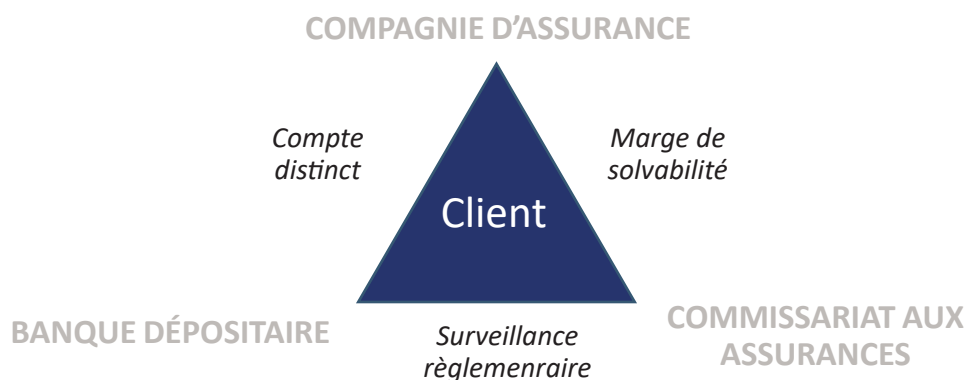 COMPAGNIE D'ASSURANCE
Compte
distinct
Marge de
solvabilité
Client
BANQUE DÉPOSITAIRE
Surveillance
règlemenraire
COMMISSARIAT AUX
ASSURANCES